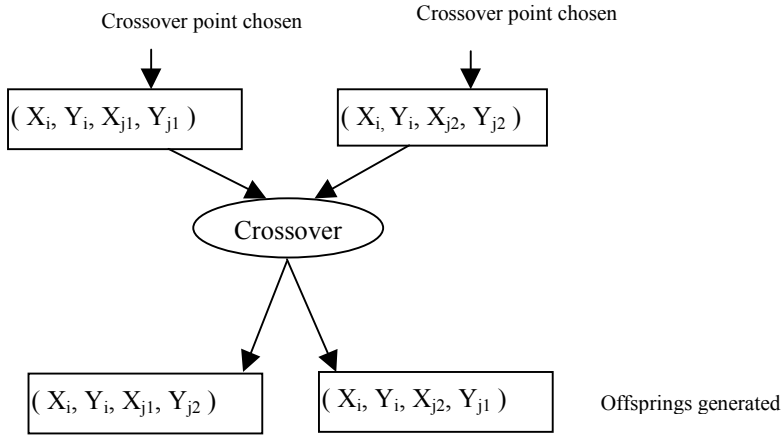 Crossover point chosen
Crossover point chosen
( Xᵢ, Yᵢ, Xⱼ₁, Yⱼ₁ )
( Xᵢ, Yᵢ, Xⱼ₂, Yⱼ₂ )
Crossover
( Xᵢ, Yᵢ, Xⱼ₁, Yⱼ₂ )
( Xᵢ, Yᵢ, Xⱼ₂, Yⱼ₁ )
Offsprings generated